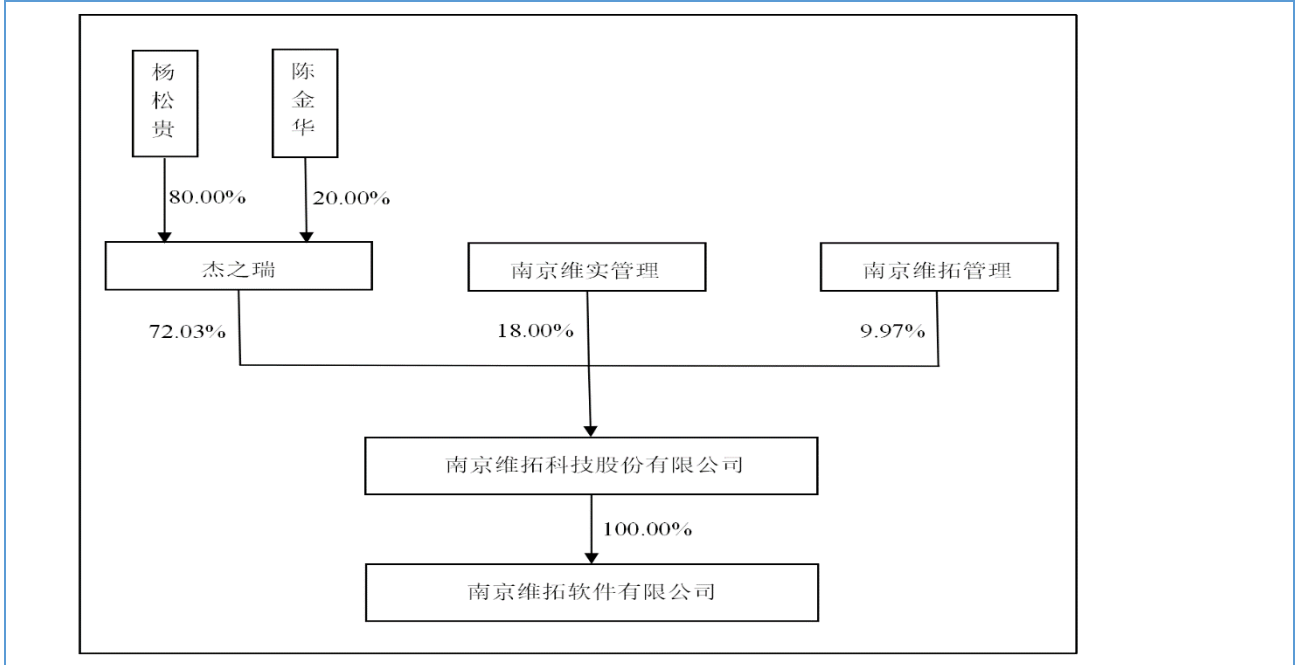 杨松贵
陈金华
80.00%
20.00%
杰之瑞
南京维实管理
南京维拓管理
72.03%
18.00%
9.97%
南京维拓科技股份有限公司
100.00%
南京维拓软件有限公司